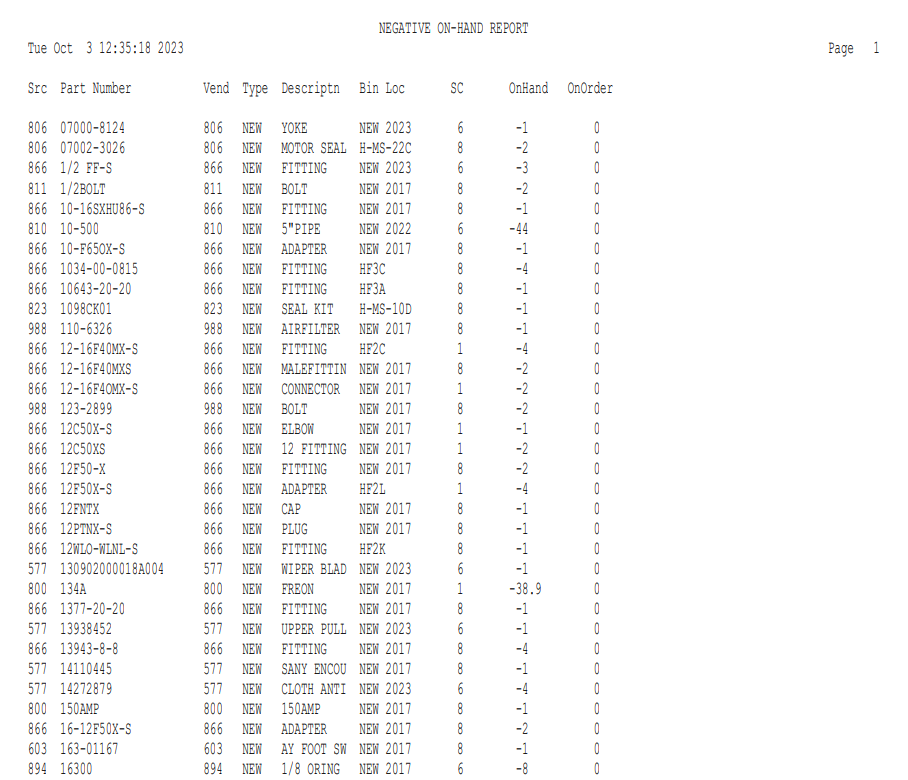 NEGATIVE ON-HAND REPORT
Tue Oct  3 12:35:18 2023    Page   1
Src  Part Number    Vend  Type  Descriptn  Bin Loc    SC    OnHand  OnOrder
806  07000-8124    806  NEW  YOKE    NEW 2023    6    -1    0
806  07002-3026    806  NEW  MOTOR SEAL  H-MS-22C    8    -2    0
866  1/2 FF-S    866  NEW  FITTING    NEW 2023    6    -3    0
811  1/2BOLT    811  NEW  BOLT    NEW 2017    8    -2    0
866  10-16SXHU86-S    866  NEW  FITTING    NEW 2017    8    -1    0
810  10-500    810  NEW  5"PIPE    NEW 2022    6    -44    0
866  10-F65OX-S    866  NEW  ADAPTER    NEW 2017    8    -1    0
866  1034-00-0815    866  NEW  FITTING    HF3C    8    -4    0
866  10643-20-20    866  NEW  FITTING    HF3A    8    -1    0
823  1098CK01    823  NEW  SEAL KIT    H-MS-10D    8    -1    0
988  110-6326    988  NEW  AIRFILTER    NEW 2017    8    -1    0
866  12-16F40MX-S    866  NEW  FITTING    HF2C    1    -4    0
866  12-16F40MXS    866  NEW  MALEFITTIN  NEW 2017    8    -2    0
866  12-16F4OMX-S    866  NEW  CONNECTOR  NEW 2017    1    -2    0
988  123-2899    988  NEW  BOLT    NEW 2017    8    -2    0
866  12C50X-S    866  NEW  ELBOW    NEW 2017    1    -1    0
866  12C50XS    866  NEW  12 FITTING  NEW 2017    1    -2    0
866  12F50-X    866  NEW  FITTING    NEW 2017    8    -2    0
866  12F50X-S    866  NEW  ADAPTER    HF2L    1    -4    0
866  12FNTX    866  NEW  CAP    NEW 2017    8    -1    0
866  12PTNX-S    866  NEW  PLUG    NEW 2017    8    -1    0
866  12WLO-WLNL-S    866  NEW  FITTING    HF2K    8    -1    0
577  130902000018A004    577  NEW  WIPER BLAD  NEW 2023    6    -1    0
800  134A    800  NEW  FREON    NEW 2017    1    -38.9    0
866  1377-20-20    866  NEW  FITTING    NEW 2017    8    -1    0
577  13938452    577  NEW  UPPER PULL  NEW 2023    6    -1    0
866  13943-8-8    866  NEW  FITTING    NEW 2017    8    -4    0
577  14110445    577  NEW  SANY ENCOU  NEW 2017    8    -1    0
577  14272879    577  NEW  CLOTH ANTI  NEW 2023    6    -4    0
800  150AMP    800  NEW  150AMP    NEW 2017    8    -1    0
866  16-12F50X-S    866  NEW  ADAPTER    NEW 2017    8    -2    0
603  163-01167    603  NEW  AY FOOT SW  NEW 2017    8    -1    0
894  16300    894  NEW  1/8 ORING    NEW 2017    6    -8    0